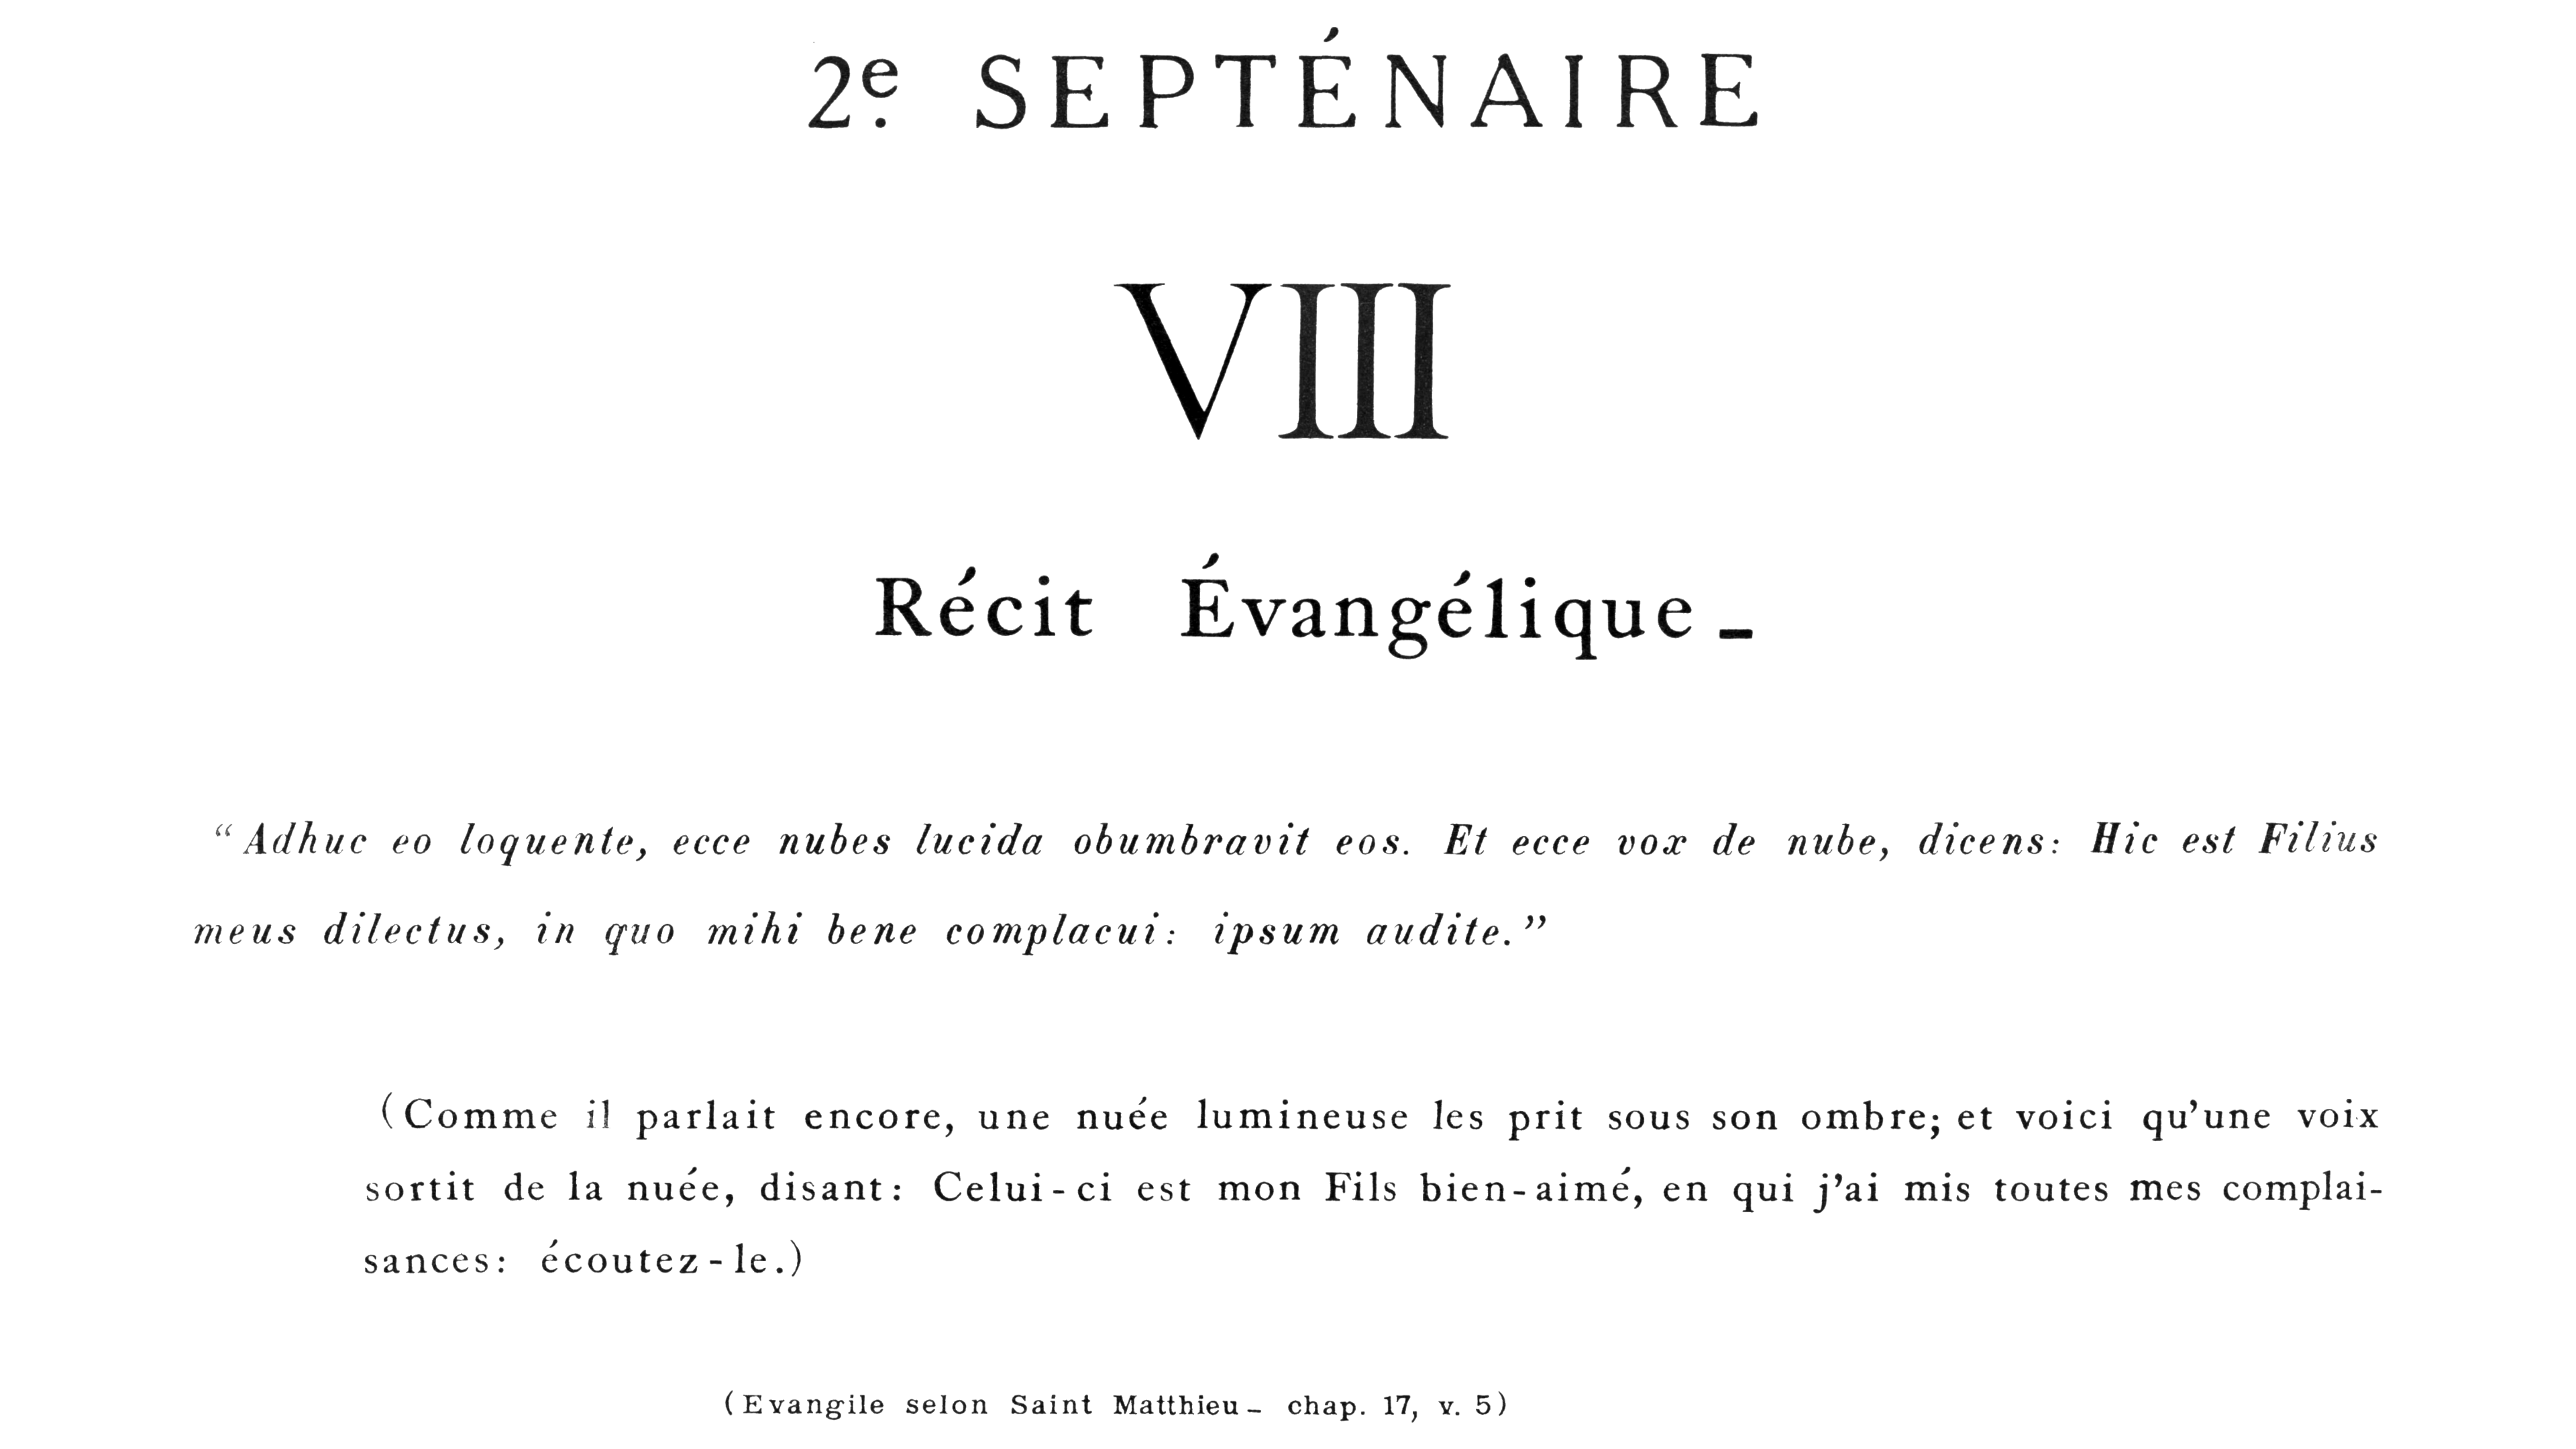 2e. SEPTÉNAIRE
VIII
Récit Évangélique_
“Adhuc eo loquente, ecce nubes lucida obumbravit eos. Et ecce vox de nube, dicens: Hic est Filius
meus dilectus, in quo mihi bene complacui: ipsum audite.”
(Comme il parlait encore, une nuée lumineuse les prit sous son ombre; et voici qu’une voix
sortit de la nuée, disant: Celui-ci est mon Fils bien-aimé, en qui j’ai mis toutes mes complai-
sances: écoutez-le.)
(Evangile selon Saint Matthieu_ chap. 17, v. 5)